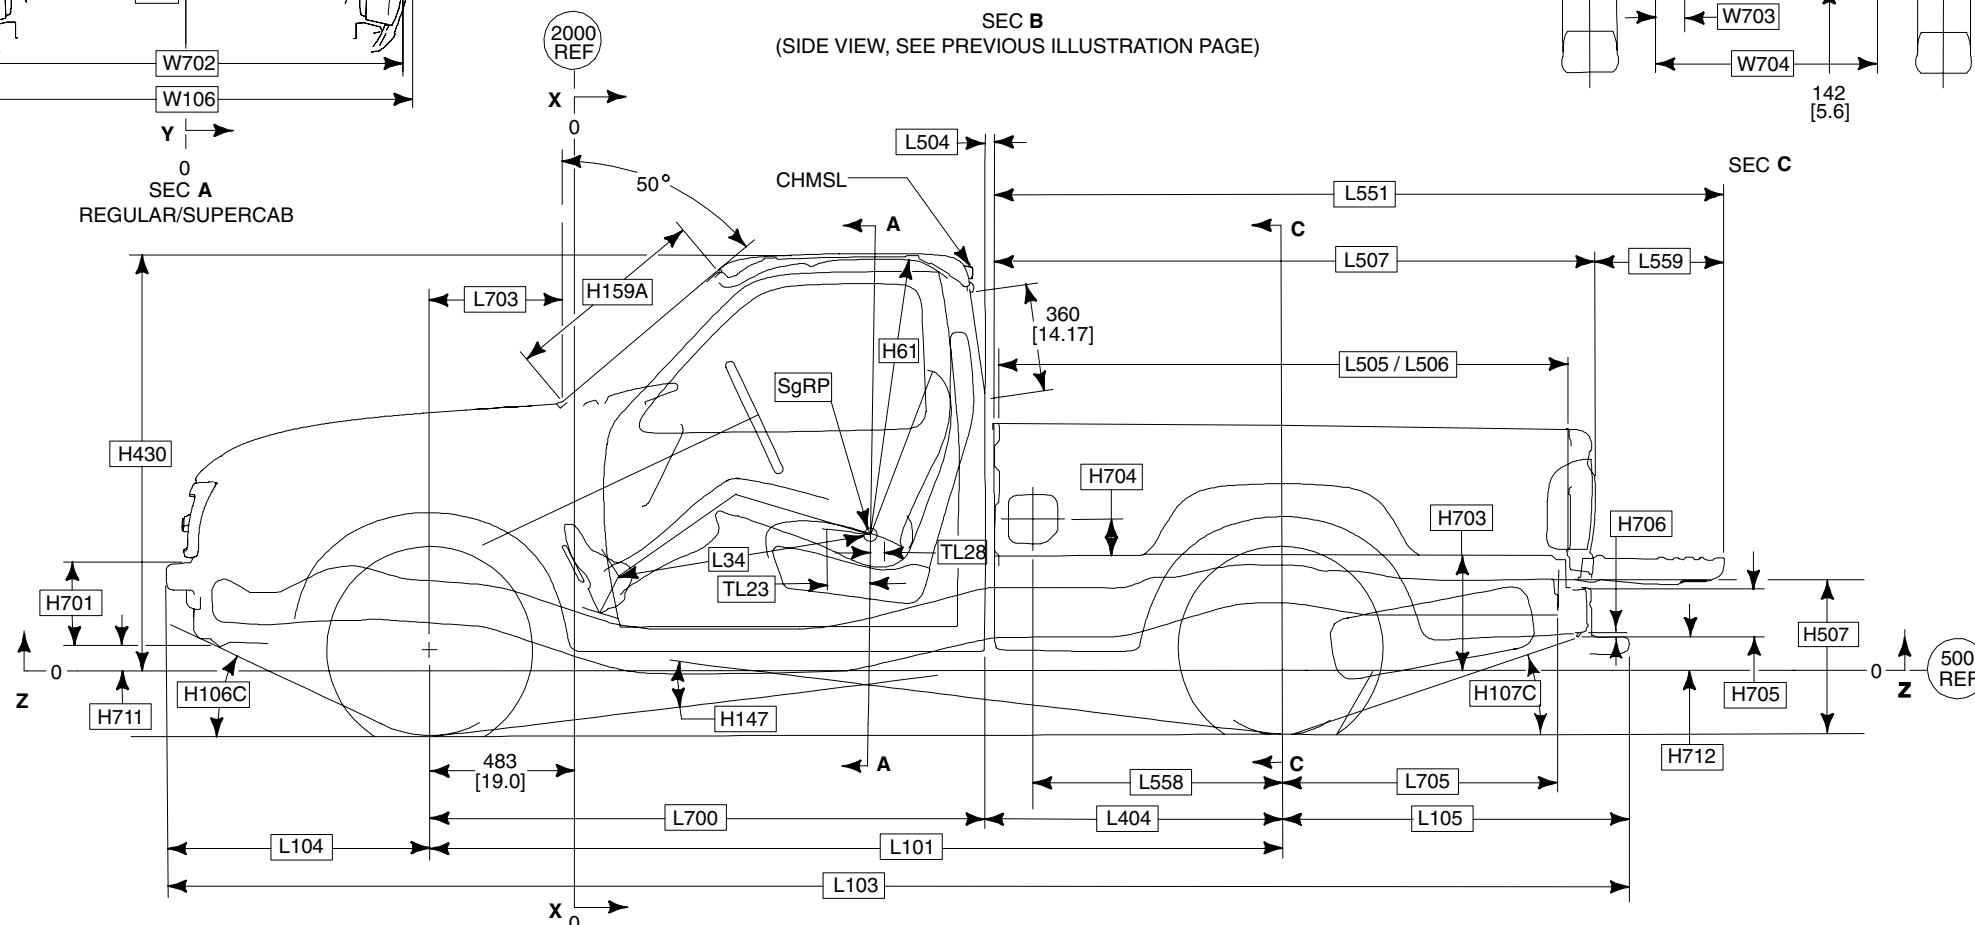 SEC B
(SIDE VIEW, SEE PREVIOUS ILLUSTRATION PAGE)
2000
REF
W702
W106
Y
0
SEC A
REGULAR/SUPERCAB
W703
W704
142
[5.6]
SEC C
X
0
L504
50°
CHMSL
L551
A
C
L507
L559
H159A
L703
360
[14.17]
H61
L505 / L506
SgRP
H430
H704
H703
H706
L34
TL28
TL23
H701
H507
0
Z
H106C
H711
H147
H107C
H705
0
Z
500
REF
H712
483
[19.0]
A
C
L558
L705
L700
L404
L105
L104
L101
L103
X
0